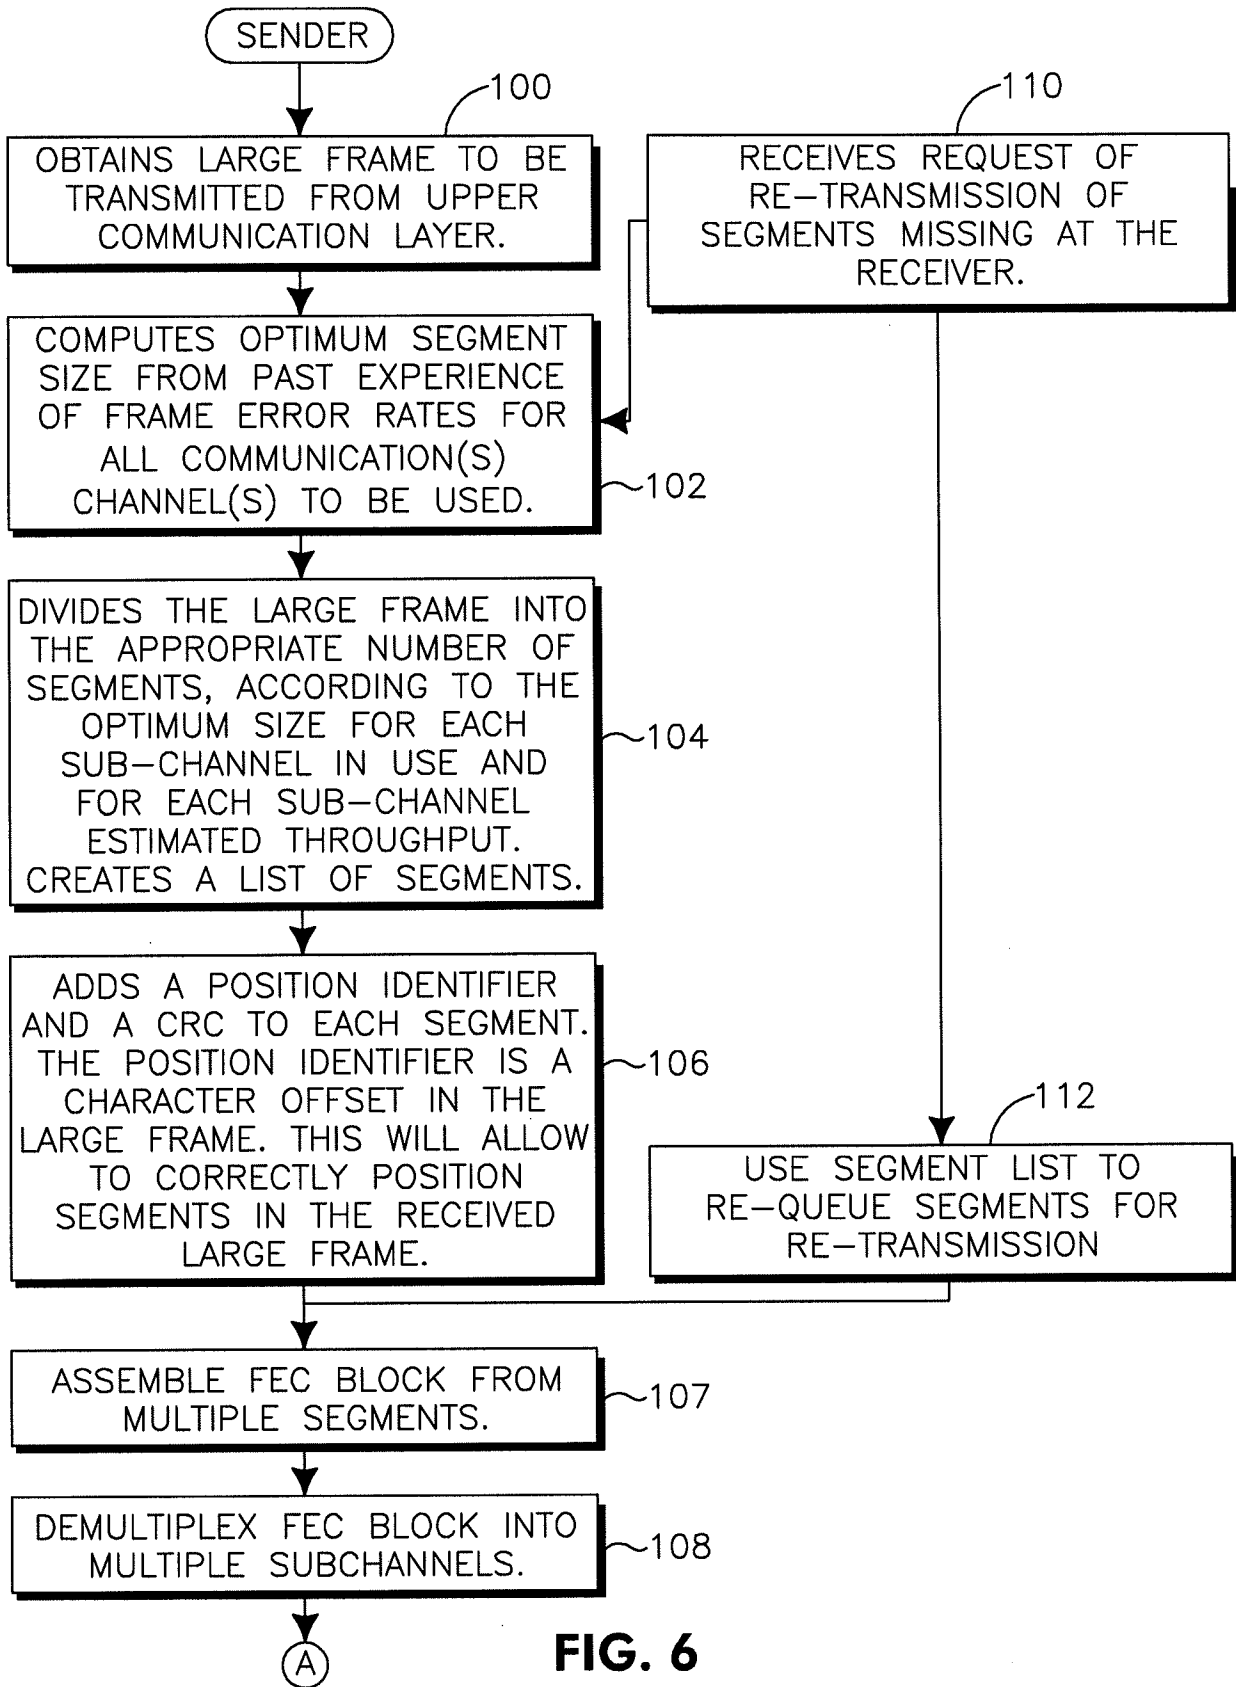 SENDER
100
OBTAINS LARGE FRAME TO BE
TRANSMITTED FROM UPPER
COMMUNICATION LAYER.
110
RECEIVES REQUEST OF
RE-TRANSMISSION OF
SEGMENTS MISSING AT THE
RECEIVER.
COMPUTES OPTIMUM SEGMENT
SIZE FROM PAST EXPERIENCE
OF FRAME ERROR RATES FOR
ALL COMMUNICATION(S)
CHANNEL(S) TO BE USED.
102
DIVIDES THE LARGE FRAME INTO
THE APPROPRIATE NUMBER OF
SEGMENTS, ACCORDING TO THE
OPTIMUM SIZE FOR EACH
SUB-CHANNEL IN USE AND
FOR EACH SUB-CHANNEL
ESTIMATED THROUGHPUT.
CREATES A LIST OF SEGMENTS.
104
ADDS A POSITION IDENTIFIER
AND A CRC TO EACH SEGMENT.
THE POSITION IDENTIFIER IS A
CHARACTER OFFSET IN THE
LARGE FRAME. THIS WILL ALLOW
TO CORRECTLY POSITION
SEGMENTS IN THE RECEIVED
LARGE FRAME.
106
112
USE SEGMENT LIST TO
RE-QUEUE SEGMENTS FOR
RE-TRANSMISSION
ASSEMBLE FEC BLOCK FROM
MULTIPLE SEGMENTS.
107
DEMULTIPLEX FEC BLOCK INTO
MULTIPLE SUBCHANNELS.
108
A
FIG. 6